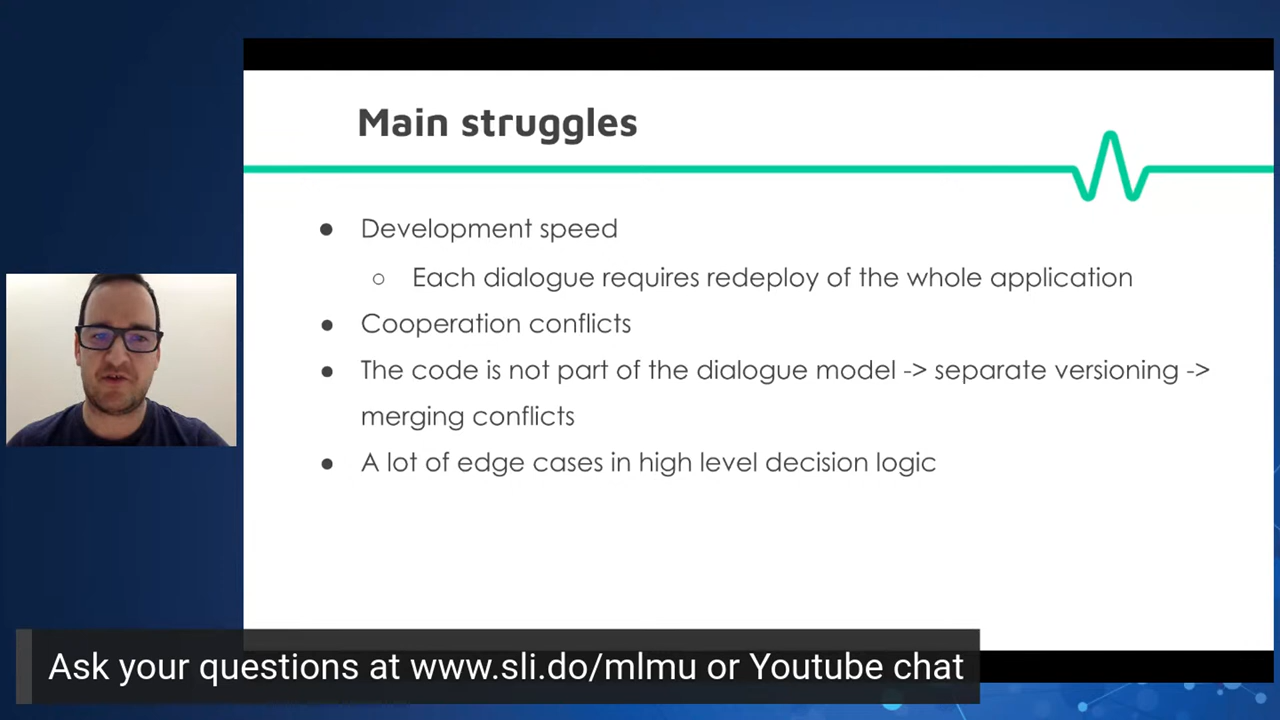 Main struggles
● Development speed
○ Each dialogue requires redeploy of the whole application
● Cooperation conflicts
● The code is not part of the dialogue model -> separate versioning ->
merging conflicts
● A lot of edge cases in high level decision logic
Ask your questions at www.sli.do/mlmu or Youtube chat